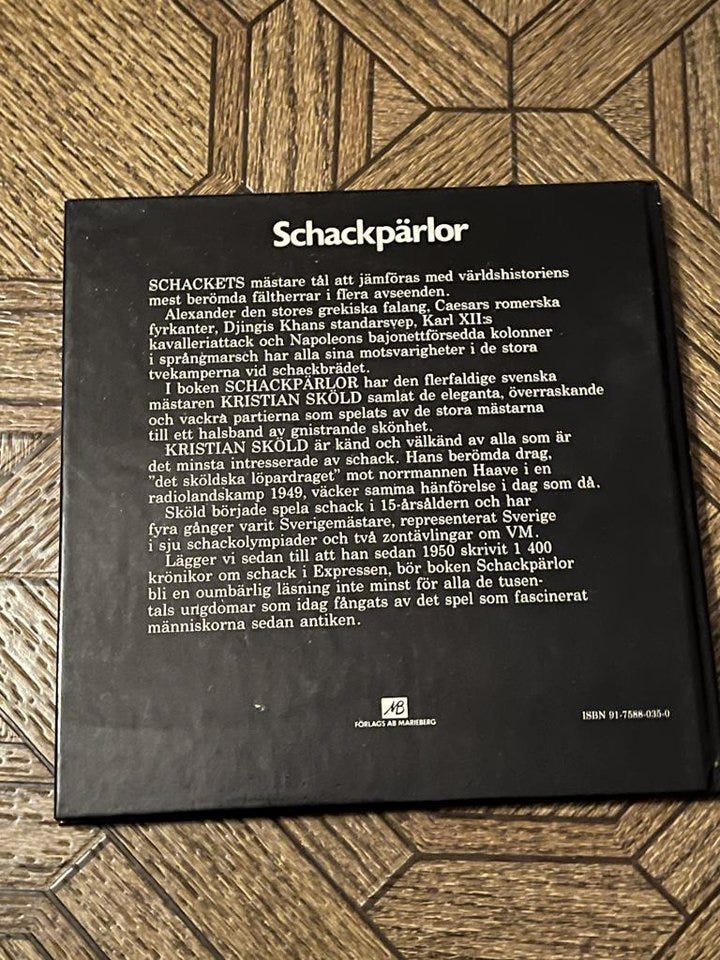 Schackpärlor
SCHACKETS mästare tål att jämföras med världshistoriens
mest berömda fältherrar i flera avseenden.
Alexander den stores grekiska falang, Caesars romerska
fyrkanter, Djingis Khans standarsvep, Karl XII:s
kavalleriattack och Napoleons bajonettförsedda kolonner
i språngmarsch har alla sina motsvarigheter i de stora
tvekamperna vid schackbrädet.
I boken SCHACKPÄRLOR har den flerfaldige svenska
mästaren KRISTIAN SKÖLD samlat de eleganta, överraskande
och vackra partierna som spelats av de stora mästarna
till ett halsband av gnistrande skönhet.
KRISTIAN SKÖLD är känd och välkänd av alla som är
det minsta intresserade av schack. Hans berömda drag,
"det sköldska löpardraget" mot norrmannen Haave i en
radiolandskamp 1949, väcker samma hänförelse i dag som då.
Sköld började spela schack i 15-årsåldern och har
fyra gånger varit Sverigemästare, representerat Sverige
i sju schackolympiader och två zontävlingar om VM.
Lägger vi sedan till att han sedan 1950 skrivit 1 400
krönikor om schack i Expressen, bör boken Schackpärlor
bli en oumbärlig läsning inte minst för alla de tusen-
tals ungdomar som idag fångats av det spel som fascinerat
människorna sedan antiken.
MB
FÖRLAGS AB MARIEBERG
ISBN 91-7588-035-0